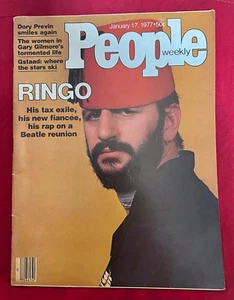 Dory Previn
smiles again
The women in
Gary Gilmore's
tormented life
Gstaad: where
the stars ski
January 17, 1977•50¢
People
weekly
RINGO
His tax exile,
his new fiancée,
his rap on a
Beatle reunion